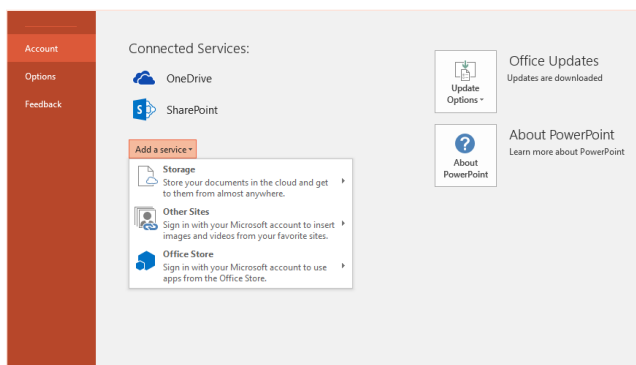 Account
Options
Feedback
Connected Services:
OneDrive
SharePoint
Add a service
Storage
Store your documents in the cloud and get
to them from almost anywhere.
Other Sites
Sign in with your Microsoft account to insert
images and videos from your favorite sites.
Office Store
Sign in with your Microsoft account to use
apps from the Office Store.
Update
Options
Office Updates
Updates are downloaded
About
PowerPoint
About PowerPoint
Learn more about PowerPoint